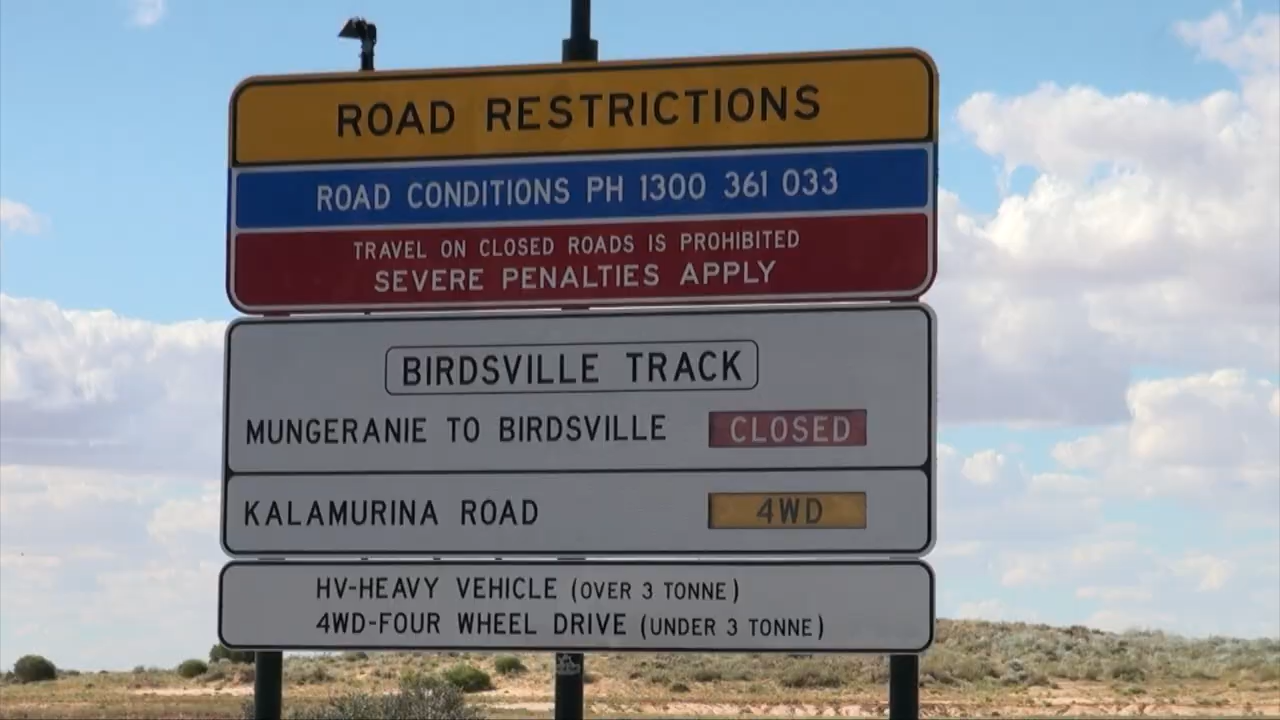 ROAD RESTRICTIONS
ROAD CONDITIONS PH 1300 361 033
TRAVEL ON CLOSED ROADS IS PROHIBITED
SEVERE PENALTIES APPLY
BIRDSVILLE TRACK
MUNGERANIE TO BIRDSVILLE CLOSED
KALAMURINA ROAD 4WD
HV-HEAVY VEHICLE (OVER 3 TONNE)
4WD-FOUR WHEEL DRIVE (UNDER 3 TONNE)